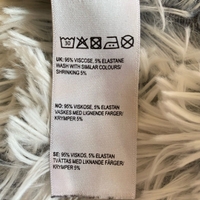 30
UK: 95% VISCOSE, 5% ELASTANE
WASH WITH SIMILAR COLOURS!
SHRINKING 5%
NO: 95% VISKOS, 5% ELASTAN
VASKES MED LIGNENDE FARGER!
KRYMPER 5%
SE: 95% VISKOS, 5% ELASTAN
TVÄTTAS MED LIKNANDE FÄRGER!
KRYMPER 5%